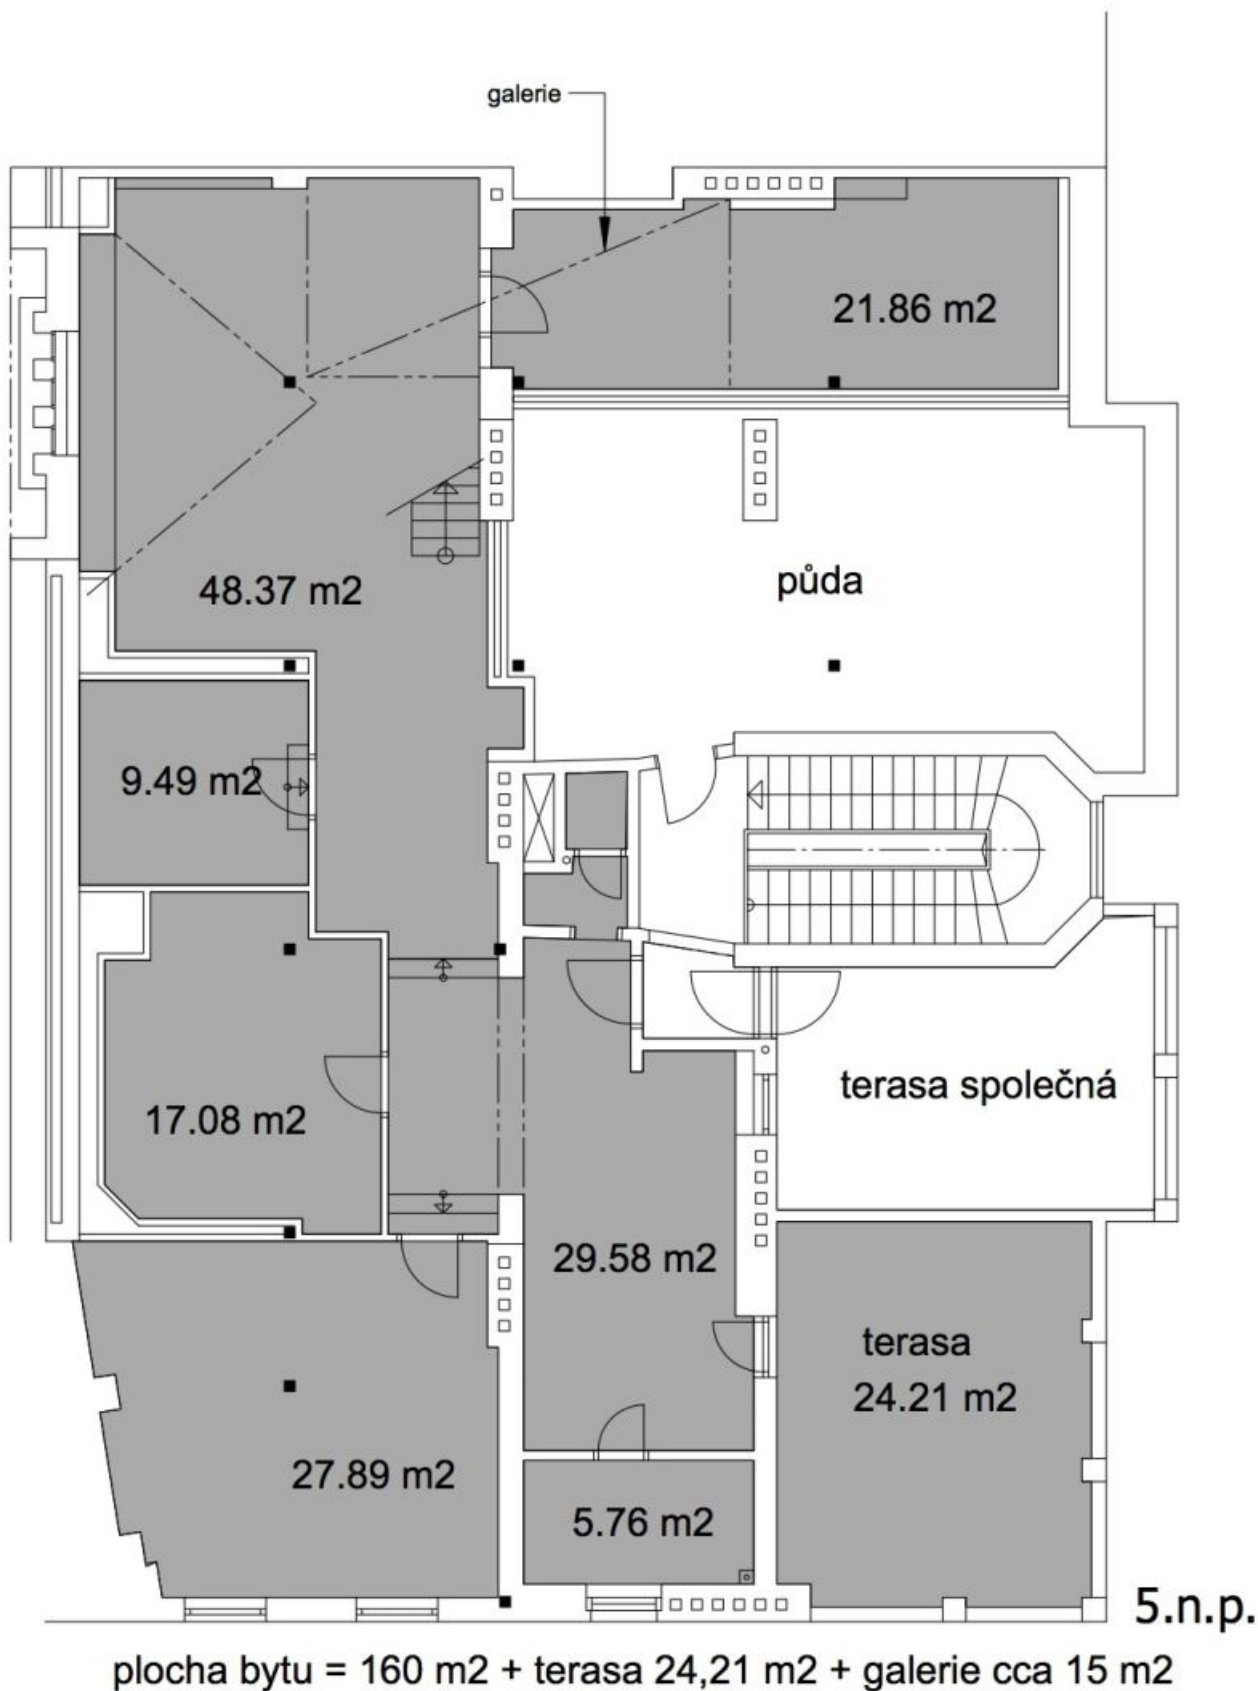 galerie
21.86 m2
48.37 m2
půda
9.49 m2
terasa společná
17.08 m2
29.58 m2
terasa
24.21 m2
27.89 m2
5.76 m2
5.n.p.
plocha bytu = 160 m2 + terasa 24,21 m2 + galerie cca 15 m2